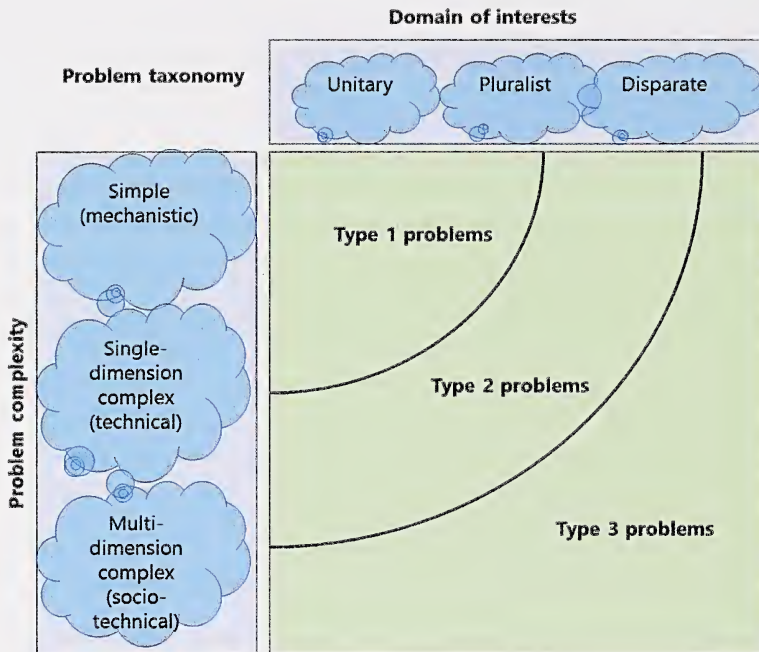 Domain of interests
Problem taxonomy
Unitary
Pluralist
Disparate
Problem complexity
Simple
(mechanistic)
Single-
dimension
complex
(technical)
Multi-
dimension
complex
(socio-
technical)
Type 1 problems
Type 2 problems
Type 3 problems